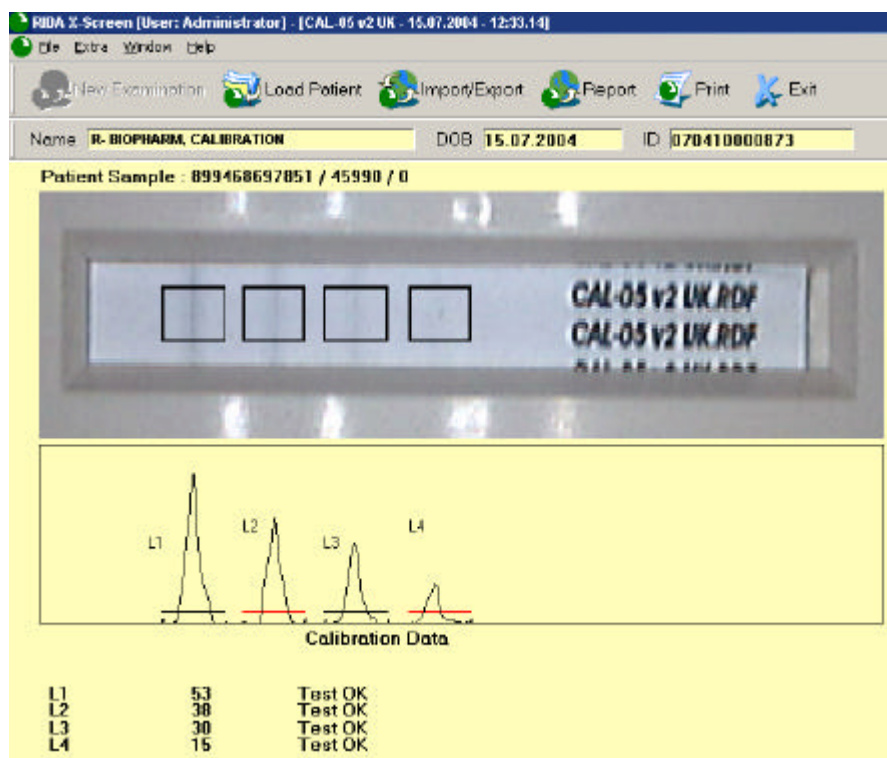 RIDA X-Screen [User: Administrator] - [CAL-05 v2 UK - 15.07.2004 - 12:33.14]
File Extra Window Help
New Examination Load Patient Import/Export Report Print Exit
Name R- BIOPHARM, CALIBRATION DOB 15.07.2004 ID 070410000873
Patient Sample : 899468697851 / 45990 / 0
CAL-05 v2 UK.RDF
CAL-05 v2 UK.RDF
L1 L2 L3 L4
Calibration Data
L1 53 Test OK
L2 38 Test OK
L3 30 Test OK
L4 15 Test OK